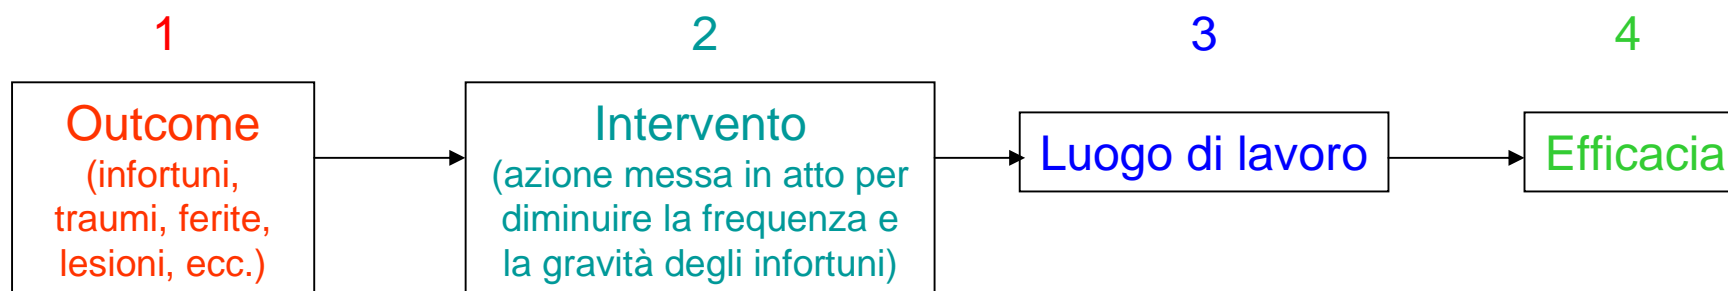 1
2
3
4
Outcome
(infortuni,
traumi, ferite,
lesioni, ecc.)
Intervento
(azione messa in atto per
diminuire la frequenza e
la gravità degli infortuni)
Luogo di lavoro
Efficacia